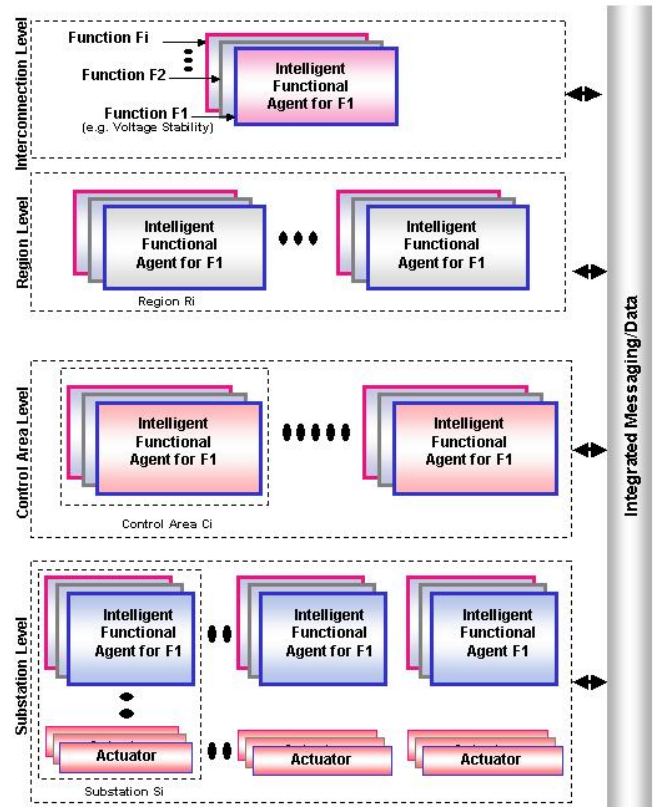 Interconnection Level
Function Fi
Function F2
Function F1
(e.g. Voltage Stability)
Intelligent
Functional
Agent for F1
Region Level
Intelligent
Functional
Agent for F1
Intelligent
Functional
Agent for F1
Region Ri
Control Area Level
Intelligent
Functional
Agent for F1
Intelligent
Functional
Agent for F1
Control Area Ci
Substation Level
Intelligent
Functional
Agent for F1
Intelligent
Functional
Agent for F1
Intelligent
Functional
Agent F1
Actuator
Actuator
Actuator
Substation Si
Integrated Messaging/Data